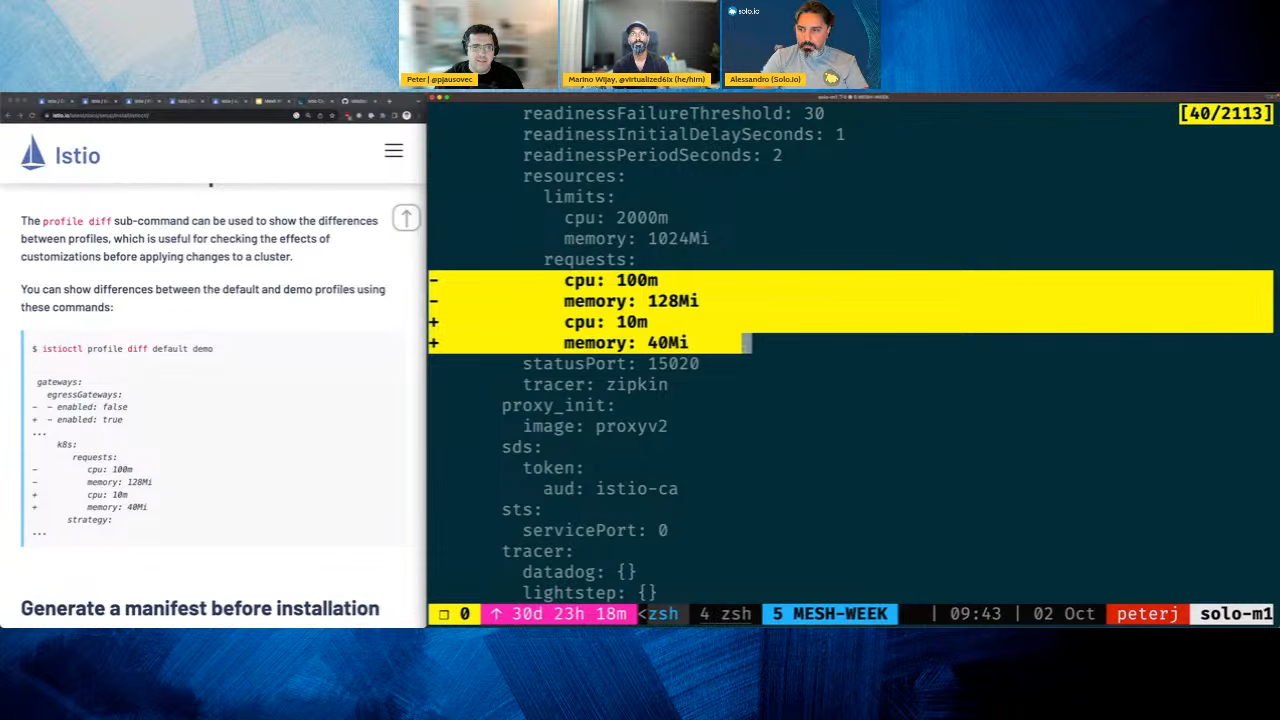 solo.io
Peter | @pjausovec
Marino Wijay, @virtualized6ix (he/him)
Alessandro (Solo.Io)
Istio
The profile diff sub-command can be used to show the differences
between profiles, which is useful for checking the effects of
customizations before applying changes to a cluster.
You can show differences between the default and demo profiles using
these commands:
$ istioctl profile diff default demo
gateways:
egressGateways:
- - enabled: false
+ - enabled: true
...
k8s:
requests:
- cpu: 100m
- memory: 128Mi
+ cpu: 10m
+ memory: 40Mi
strategy:
...
Generate a manifest before installation
readinessFailureThreshold: 30
[40/2113]
readinessInitialDelaySeconds: 1
readinessPeriodSeconds: 2
resources:
limits:
cpu: 2000m
memory: 1024Mi
requests:
- cpu: 100m
- memory: 128Mi
+ cpu: 10m
+ memory: 40Mi
statusPort: 15020
tracer: zipkin
proxy_init:
image: proxyv2
sds:
token:
aud: istio-ca
sts:
servicePort: 0
tracer:
datadog: {}
lightstep: {}
❐ 0 ↑ 30d 23h 18m <zsh 4 zsh 5 MESH-WEEK | 09:43 | 02 Oct peterj solo-m1